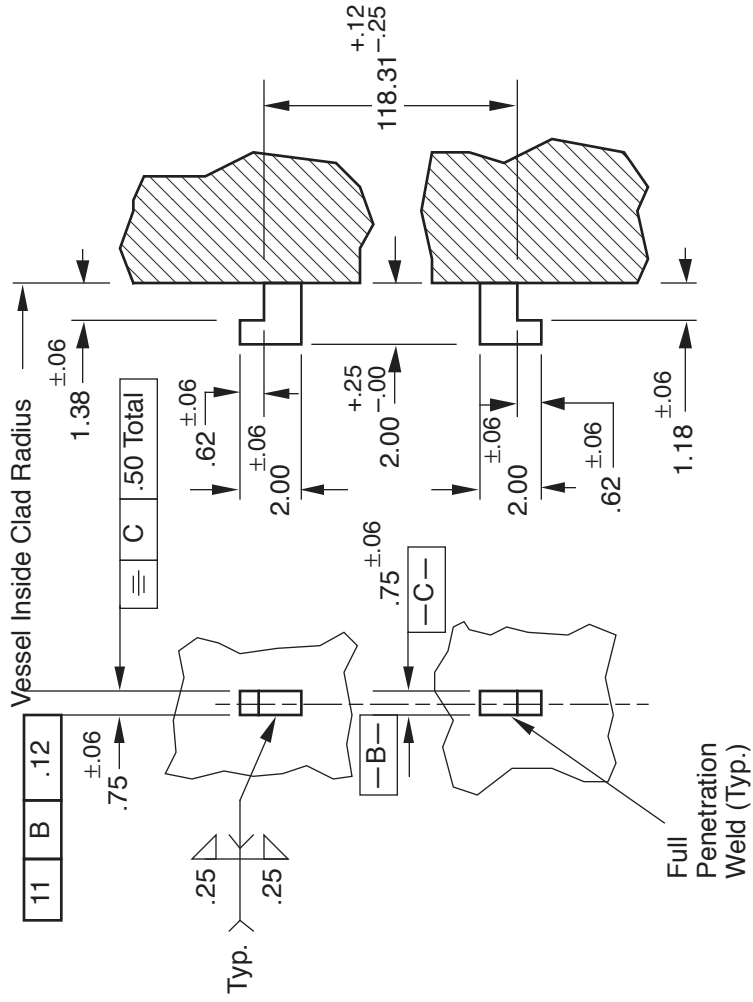 Vessel Inside Clad Radius
11 B .12
C .50 Total
±.06
.75
±.06
1.38
±.06
.62
±.06
2.00
+.25
2.00 -.00
+.12
118.31 -.25
.25
.25
Typ.
-B-
±.06
.75
-C-
±.06
2.00
±.06
.62
±.06
1.18
Full
Penetration
Weld (Typ.)